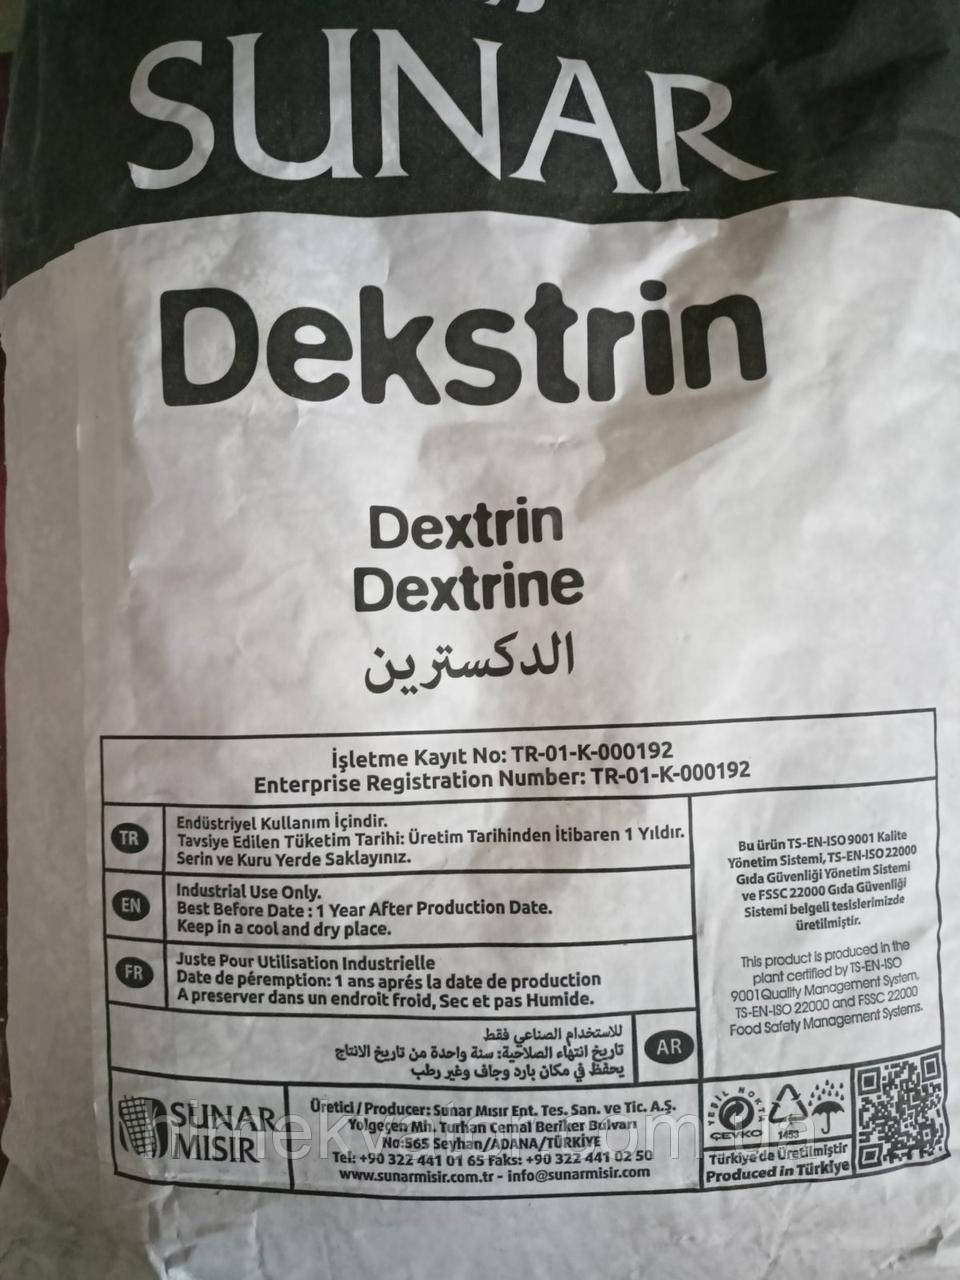 SUNAR
Dekstrin
Dextrin
Dextrine
الدكسترين
İşletme Kayıt No: TR-01-K-000192
Enterprise Registration Number: TR-01-K-000192
TR
Endüstriyel Kullanım İçindir.
Tavsiye Edilen Tüketim Tarihi: Üretim Tarihinden İtibaren 1 Yıldır.
Serin ve Kuru Yerde Saklayınız.
EN
Industrial Use Only.
Best Before Date : 1 Year After Production Date.
Keep in a cool and dry place.
FR
Juste Pour Utilisation Industrielle
Date de péremption: 1 ans aprés la date de production
A preserver dans un endroit froid, Sec et pas Humide.
AR
للاستخدام الصناعي فقط
تاريخ انتهاء الصلاحية: سنة واحدة من تاريخ الانتاج
يحفظ في مكان بارد وجاف وغير رطب
Bu ürün TS-EN-ISO 9001 Kalite
Yönetim Sistemi, TS-EN-ISO 22000
Gıda Güvenliği Yönetim Sistemi
ve FSSC 22000 Gıda Güvenliği
Sistemi belgeli tesislerimizde
üretilmiştir.
This product is produced in the
plant certified by TS-EN-ISO
9001 Quality Management System,
TS-EN-ISO 22000 and FSSC 22000
Food Safety Management Systems.
SUNAR
MISIR
Üretici / Producer: Sunar Mısır Ent. Tes. San. ve Tic. A.Ş.
Yolgeçen Mh. Turhan Cemal Beriker Bulvarı
No:565 Seyhan/ADANA/TÜRKİYE
Tel: +90 322 441 01 65 Faks: +90 322 441 02 50
www.sunarmisir.com.tr - info@sunarmisir.com
YEŞİL NOKTA
ÇEVKO
1453
Türkiye'de Üretilmiştir
Produced in Türkiye